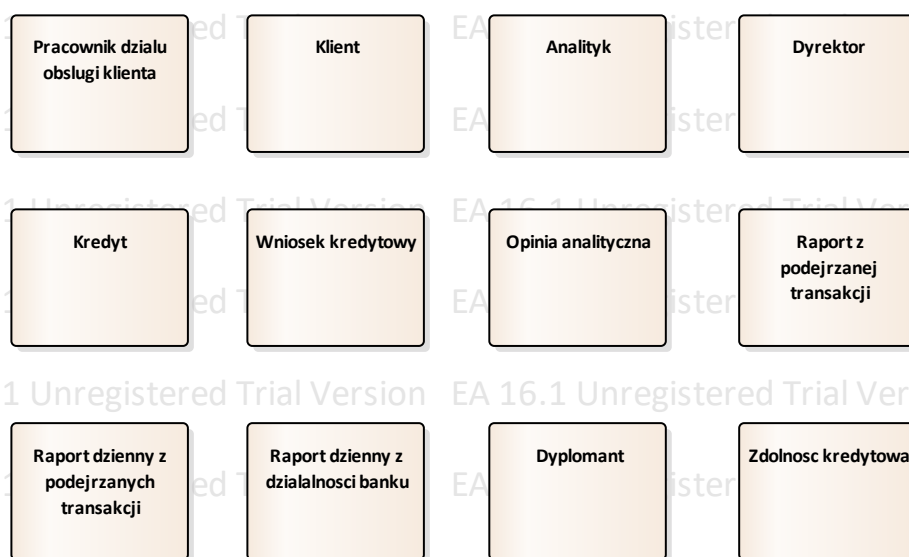 Pracownik dzialu
obslugi klienta
Klient
Analityk
Dyrektor
Kredyt
Wniosek kredytowy
Opinia analityczna
Raport z
podejrzanej
transakcji
1 Unregistered Trial Version EA 16.1 Unregistered Trial Ver
Raport dzienny z
podejrzanych
transakcji
Raport dzienny z
dzialalnosci banku
Dyplomant
Zdolnosc kredytowa